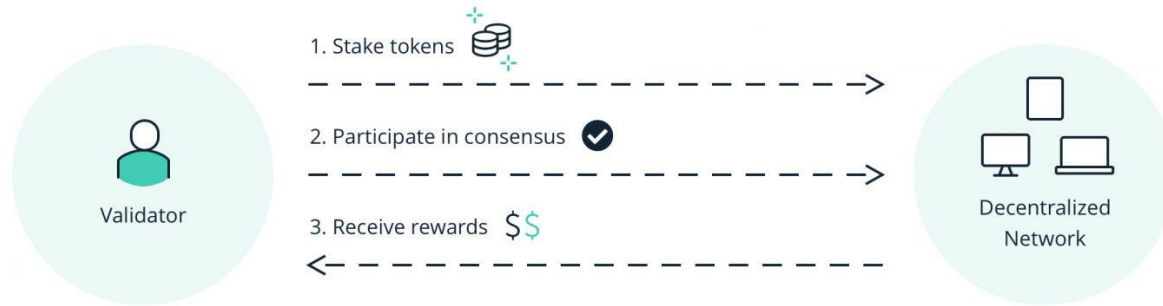 1. Stake tokens
2. Participate in consensus
3. Receive rewards $$
Validator
Decentralized
Network